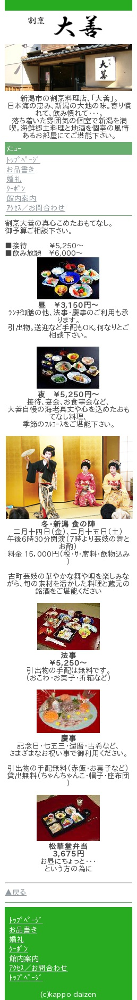 割烹 大善
大善
新潟市の割烹料理店、「大善」。
日本海の恵み、新潟の大地の味。寄り慣
れて、飲み慣れて・・・。
落ち着いた雰囲気の個室で新潟を満
喫。海鮮郷土料理と地酒を個室の風情
あるお部屋にてご堪能下さい。
ﾒﾆｭｰ
ﾄｯﾌﾟﾍﾟｰｼﾞ
お品書き
婚礼
ｸｰﾎﾟﾝ
館内案内
ｱｸｾｽ／お問合わせ
割烹大善の真心こめたおもてなし。
御予算ご相談下さい。
■接待　　　￥5,250～
■飲み放題　￥6,000～
昼　￥3,150円～
ﾗﾝﾁ御膳の他、法事・慶事のご利用も承
ります。
引出物。送迎など手配もOK。何なりとご
相談下さい。
夜　￥5,250円～
接待、宴会、お食事会など、
大善自慢の海老真丈や心を込めたおも
てなし料理、
季節のﾌﾙｺｰｽをご堪能下さい。
冬・新潟 食の陣
二月十四日（金）、二月十五日（土）
午後6時30分開演（7時より芸妓の舞と
お酌）
料金 15，000円（税・ｻ・席料・飲物込み
）
古町芸妓の華やかな舞や唄を楽しみな
がら、旬の素材を活かした料理と蔵元の
銘酒をご堪能ください
法事
￥5,250～
引出物の手配は無料です。
（おこわ・お菓子・折箱など）
慶事
記念日・七五三・還暦・古希など、
さまざまなお祝い事で御利用ください。
引出物の手配無料（赤飯・お菓子など）
貸出無料（ちゃんちゃんこ・帽子・座布団
）
松華堂弁当
3,675円
お昼にちょっと・・・
という方の為に
▲戻る
ﾄｯﾌﾟﾍﾟｰｼﾞ
お品書き
婚礼
ｸｰﾎﾟﾝ
館内案内
ｱｸｾｽ／お問合わせ
ﾄｯﾌﾟﾍﾟｰｼﾞ
(c)kappo daizen